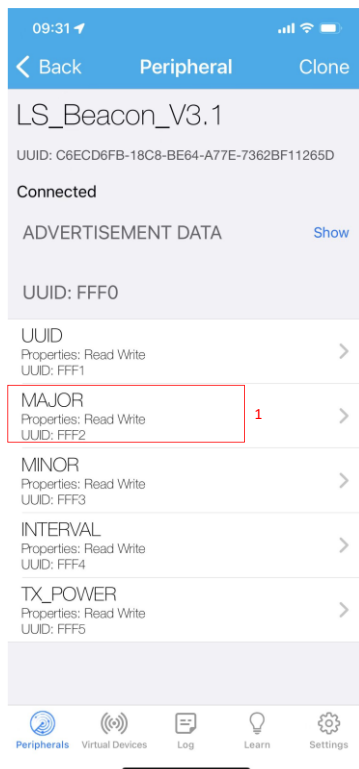 09:31
Back Peripheral Clone
LS_Beacon_V3.1
UUID: C6ECD6FB-18C8-BE64-A77E-7362BF11265D
Connected
ADVERTISEMENT DATA Show
UUID: FFF0
UUID
Properties: Read Write
UUID: FFF1
MAJOR
Properties: Read Write
UUID: FFF2
1
MINOR
Properties: Read Write
UUID: FFF3
INTERVAL
Properties: Read Write
UUID: FFF4
TX_POWER
Properties: Read Write
UUID: FFF5
Peripherals Virtual Devices Log Learn Settings